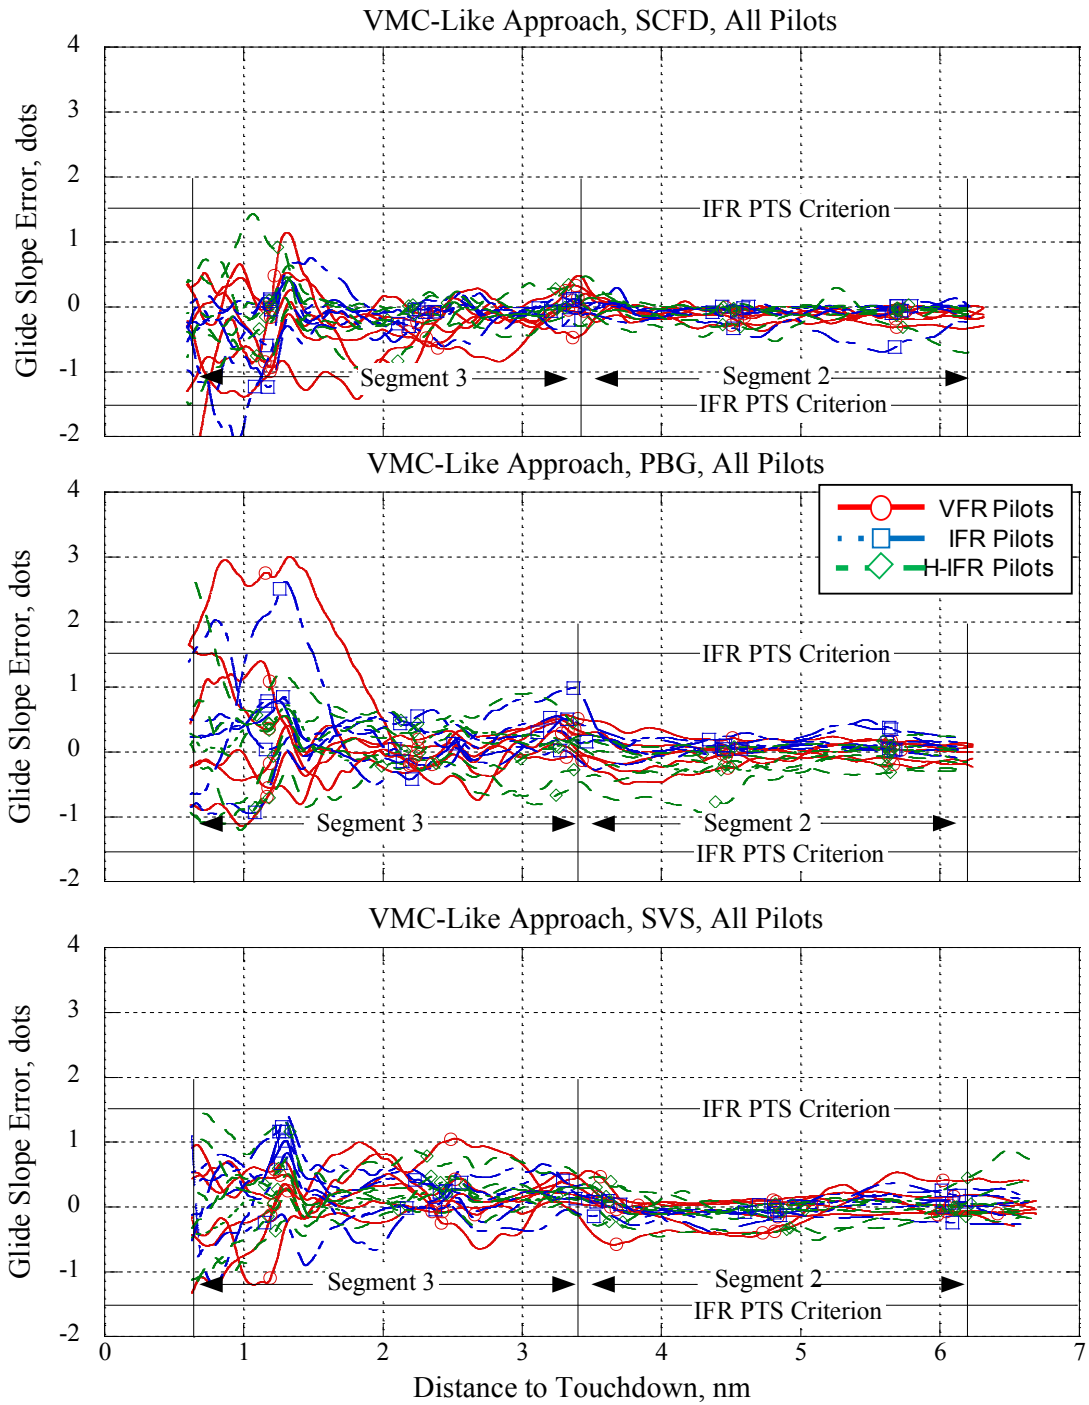 VMC-Like Approach, SCFD, All Pilots
4
3
2
1
0
-1
-2
Glide Slope Error, dots
IFR PTS Criterion
Segment 3
Segment 2
IFR PTS Criterion
VMC-Like Approach, PBG, All Pilots
4
3
2
1
0
-1
-2
Glide Slope Error, dots
VFR Pilots
IFR Pilots
H-IFR Pilots
IFR PTS Criterion
Segment 3
Segment 2
IFR PTS Criterion
VMC-Like Approach, SVS, All Pilots
4
3
2
1
0
-1
-2
Glide Slope Error, dots
IFR PTS Criterion
Segment 3
Segment 2
IFR PTS Criterion
0 1 2 3 4 5 6 7
Distance to Touchdown, nm